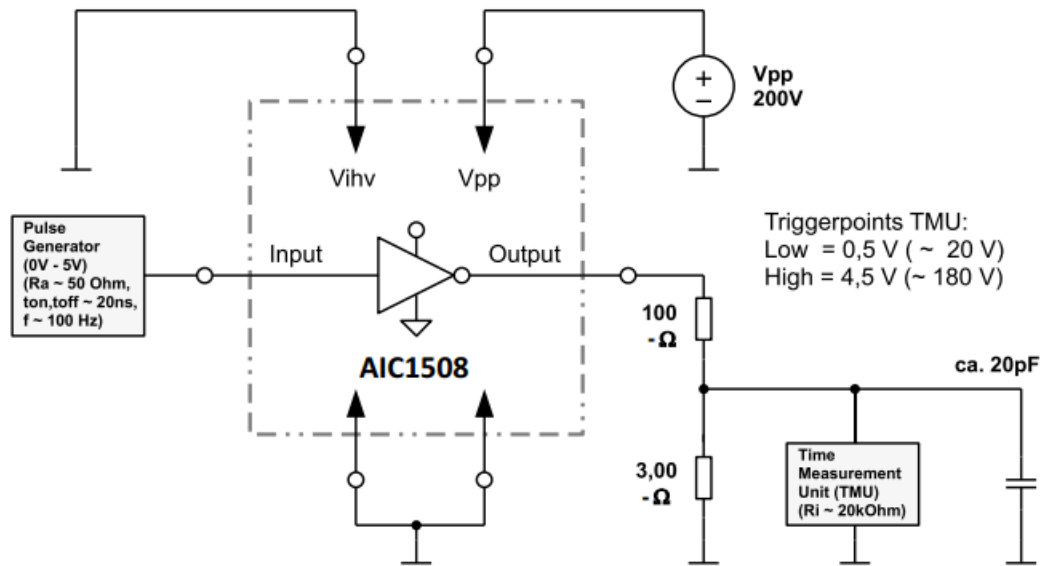 Vpp
200V
Vihv
Vpp
Pulse
Generator
(0V - 5V)
(Ra ~ 50 Ohm,
ton,toff ~ 20ns,
f ~ 100 Hz)
Input
Output
Triggerpoints TMU:
Low = 0,5 V ( ~ 20 V)
High = 4,5 V (~ 180 V)
100
-Ω
AIC1508
ca. 20pF
3,00
-Ω
Time
Measurement
Unit (TMU)
(Ri ~ 20kOhm)